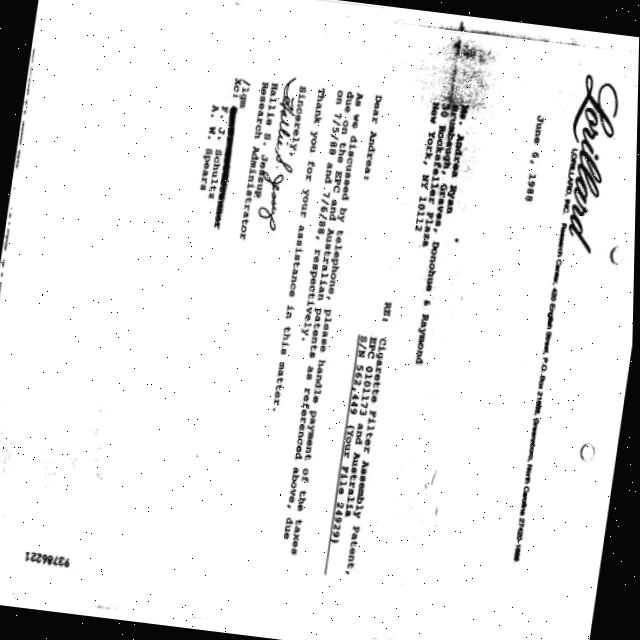 Lorillard
LORILLARD, INC. Research Center, 420 English Street, P.O. Box 21688, Greensboro, North Carolina 27420-1688
June 6, 1988
Ms. Andrea Ryan
Brumbaugh, Graves, Donohue & Raymond
30 Rockefeller Plaza
New York, NY 10112
RE: Cigarette Filter Assembly Patent,
EPC 0101173 and Australia
S/N 562,449 (Your File 24929)
Dear Andrea:
As we discussed by telephone, please handle payment of the taxes
due on the EPC and Australian patents as referenced above, due
on 7/5/88 and 7/6/88, respectively.
Thank you for your assistance in this matter.
Sincerely,
Hallie S. Jessup
Research Administrator
/lgm
xc:
F. J. Schultz
A. W. Spears
93786221